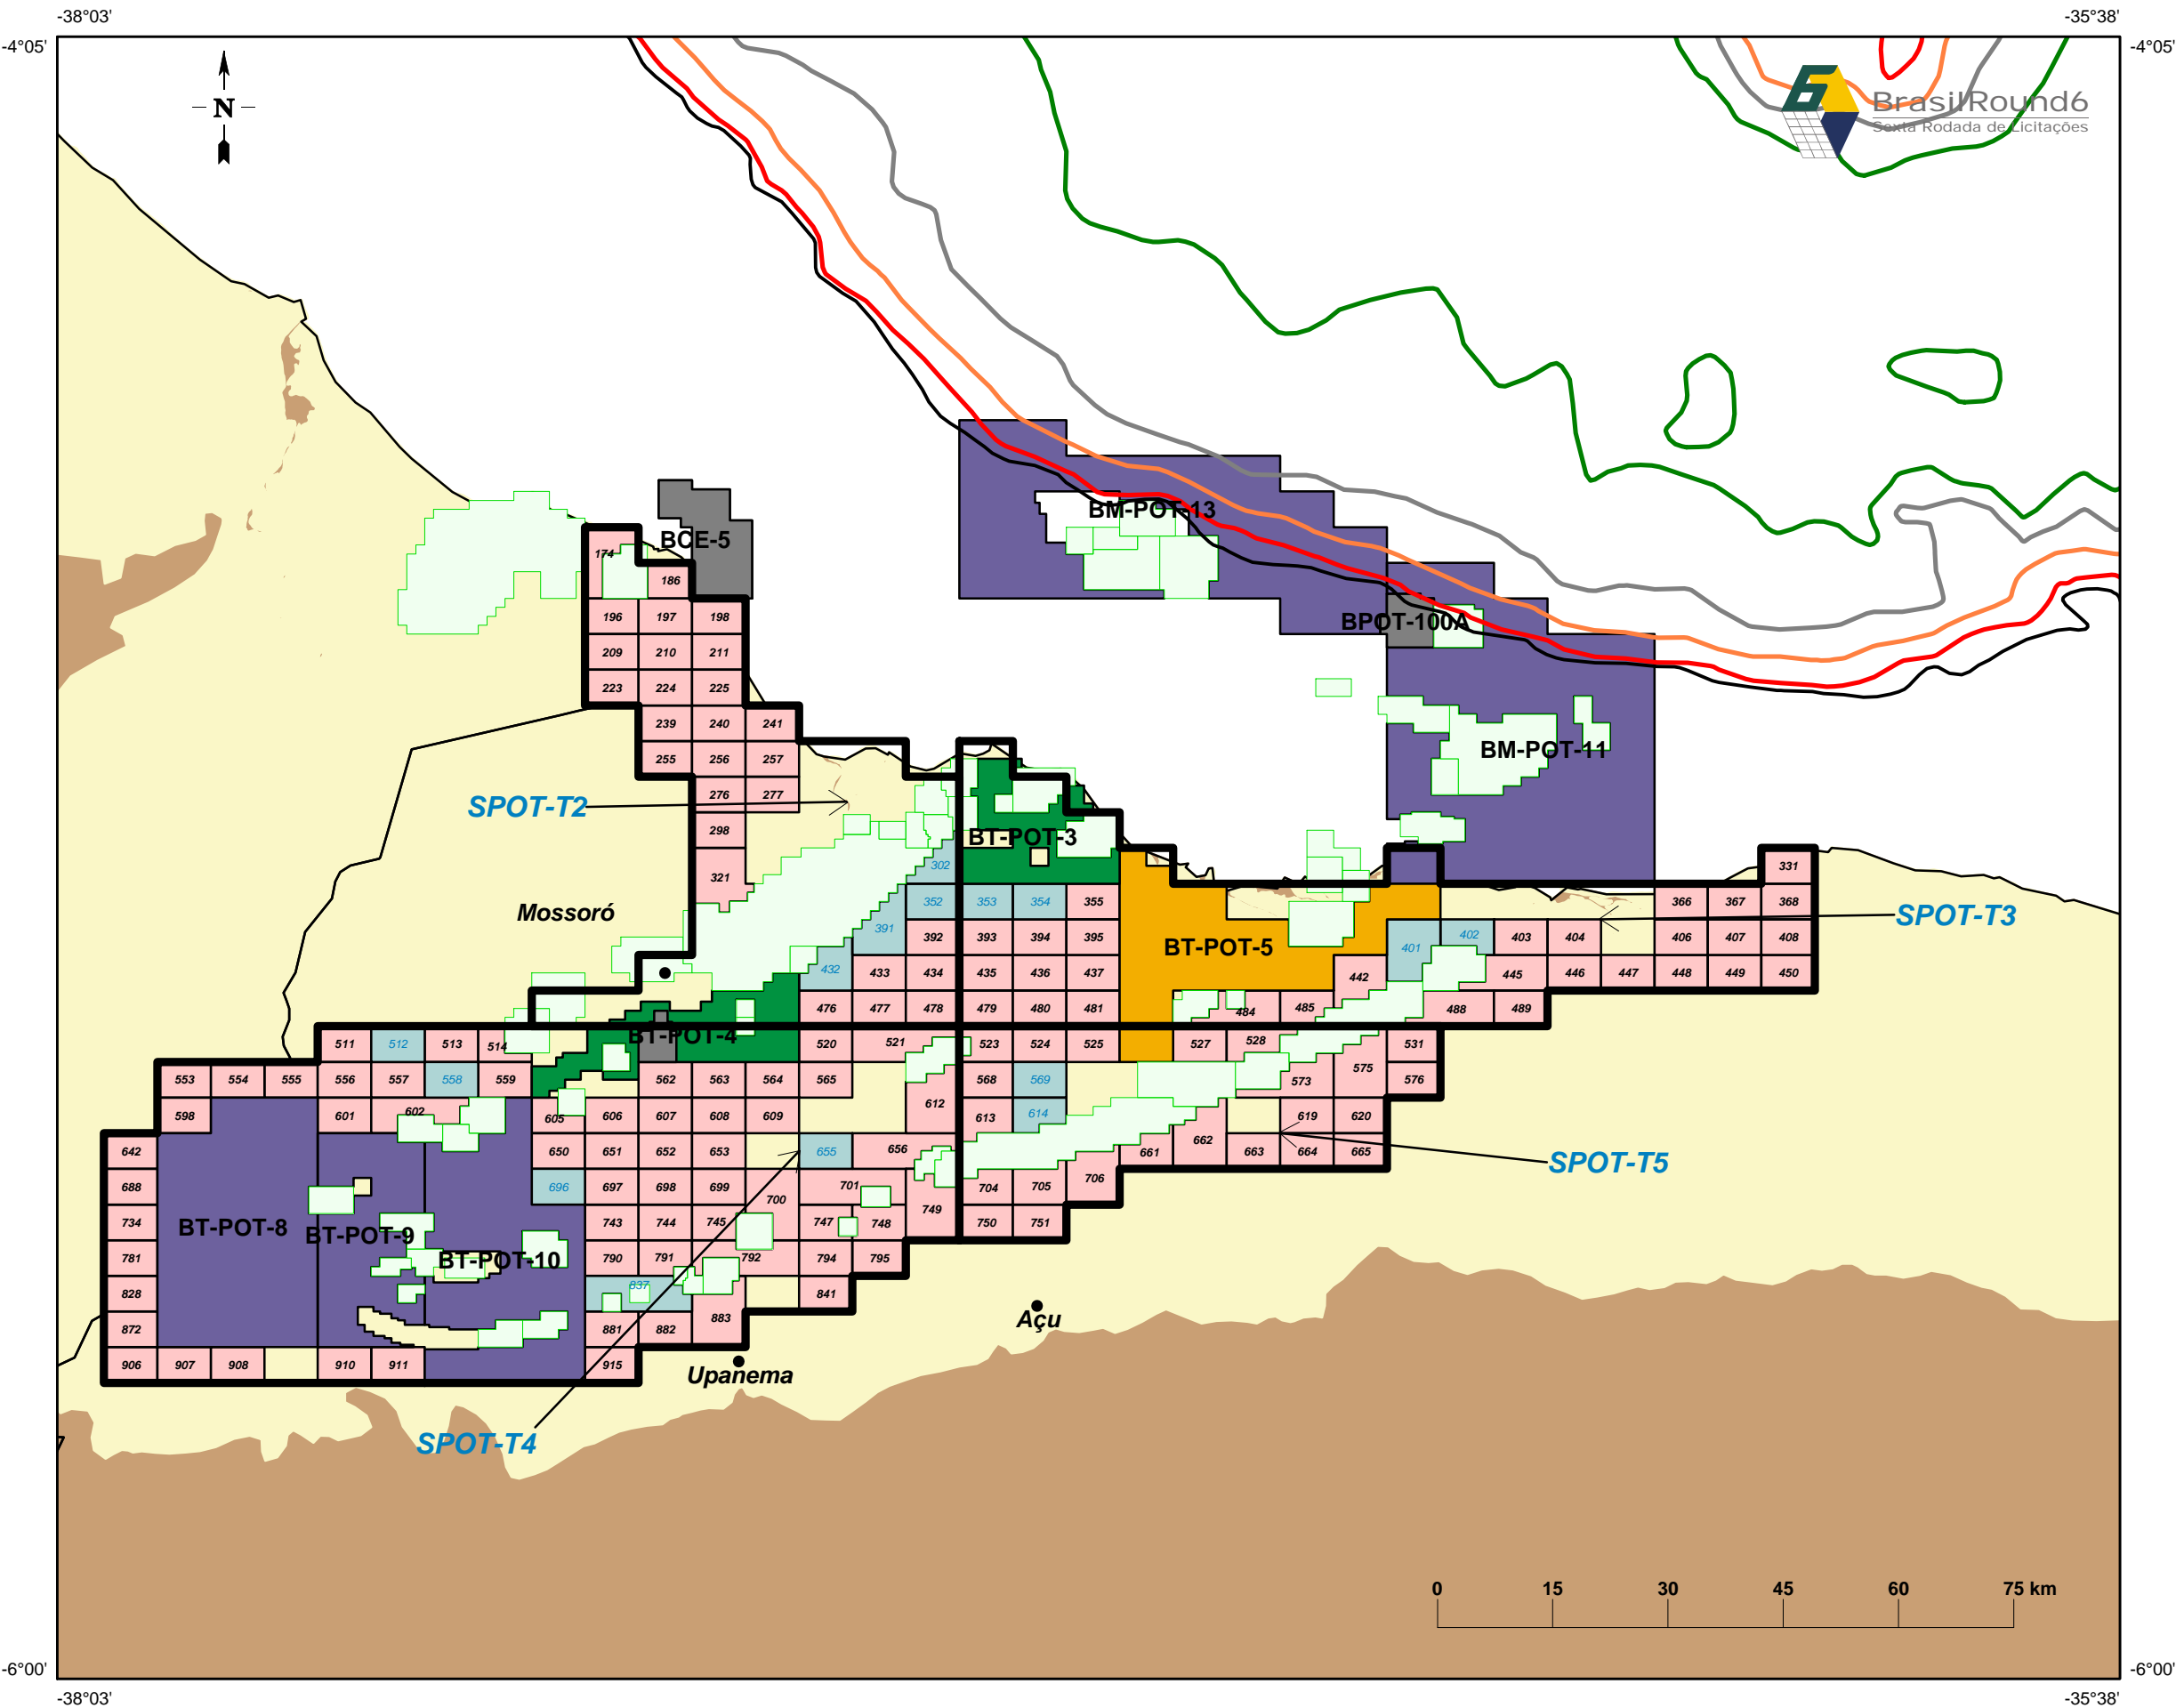 -38°03' -35°38'
-4°05' -4°05'
N
BrasilRound6
Sexta Rodada de Licitações
BM-POT-13
BCE-5
174
186
BPOT-100A
196 197 198
209 210 211
223 224 225
239 240 241
255 256 257
BM-POT-11
276 277
SPOT-T2
298
BT-POT-3
302
331
321
352 353 354 355
366 367 368
Mossoró
SPOT-T3
391 392 393 394 395
BT-POT-5
401 402 403 404 406 407 408
432 433 434 435 436 437 442 445 446 447 448 449 450
476 477 478 479 480 481 484 485 488 489
BT-POT-4
511 512 513 514 520 521 523 524 525 527 528 531
553 554 555 556 557 558 559 562 563 564 565 568 569 573 575 576
598 601 602 605 606 607 608 609 612 613 614 619 620
642 650 651 652 653 655 656 661 662 663 664 665
SPOT-T5
688 696 697 698 699 700 701 704 705 706
734 743 744 745 747 748 749 750 751
BT-POT-8 BT-POT-9
BT-POT-10
781 790 791 792 794 795
828 837 841
872 881 882 883
Açu
906 907 908 910 911 915
Upanema
SPOT-T4
7
0 15 30 45 60 75 km
-6°00' -6°00'
-38°03' -35°38'